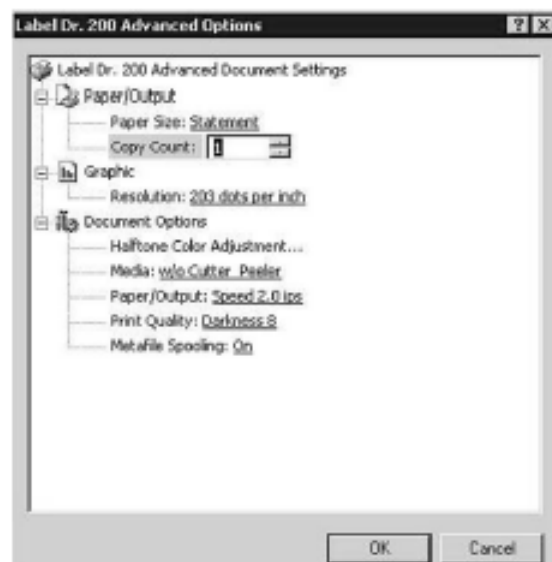 Label Dr. 200 Advanced Options
Label Dr. 200 Advanced Document Settings
Paper/Output
Paper Size: Statement
Copy Count: 1
Graphic
Resolution: 203 dots per inch
Document Options
Halftone Color Adjustment...
Media: w/o Cutter_Peeler
Paper/Output: Speed 2.0 ips
Print Quality: Darkness 8
Metafile Spooling: On
OK Cancel